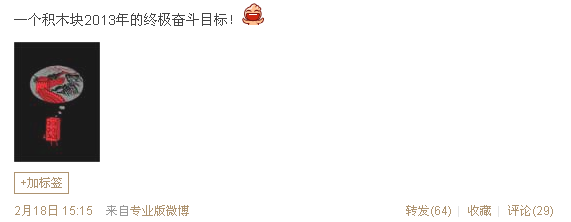 一个积木块2013年的终极奋斗目标！
+加标签
2月18日 15:15 来自专业版微博 转发(64) | 收藏 | 评论(29)